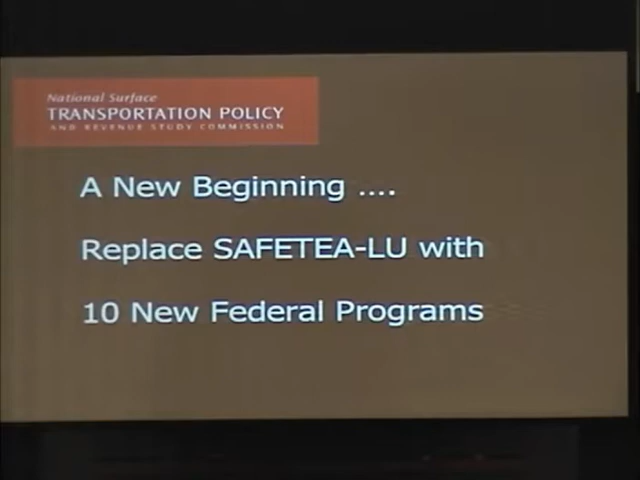 National Surface
TRANSPORTATION POLICY
AND REVENUE STUDY COMMISSION
A New Beginning ....
Replace SAFETEA-LU with
10 New Federal Programs